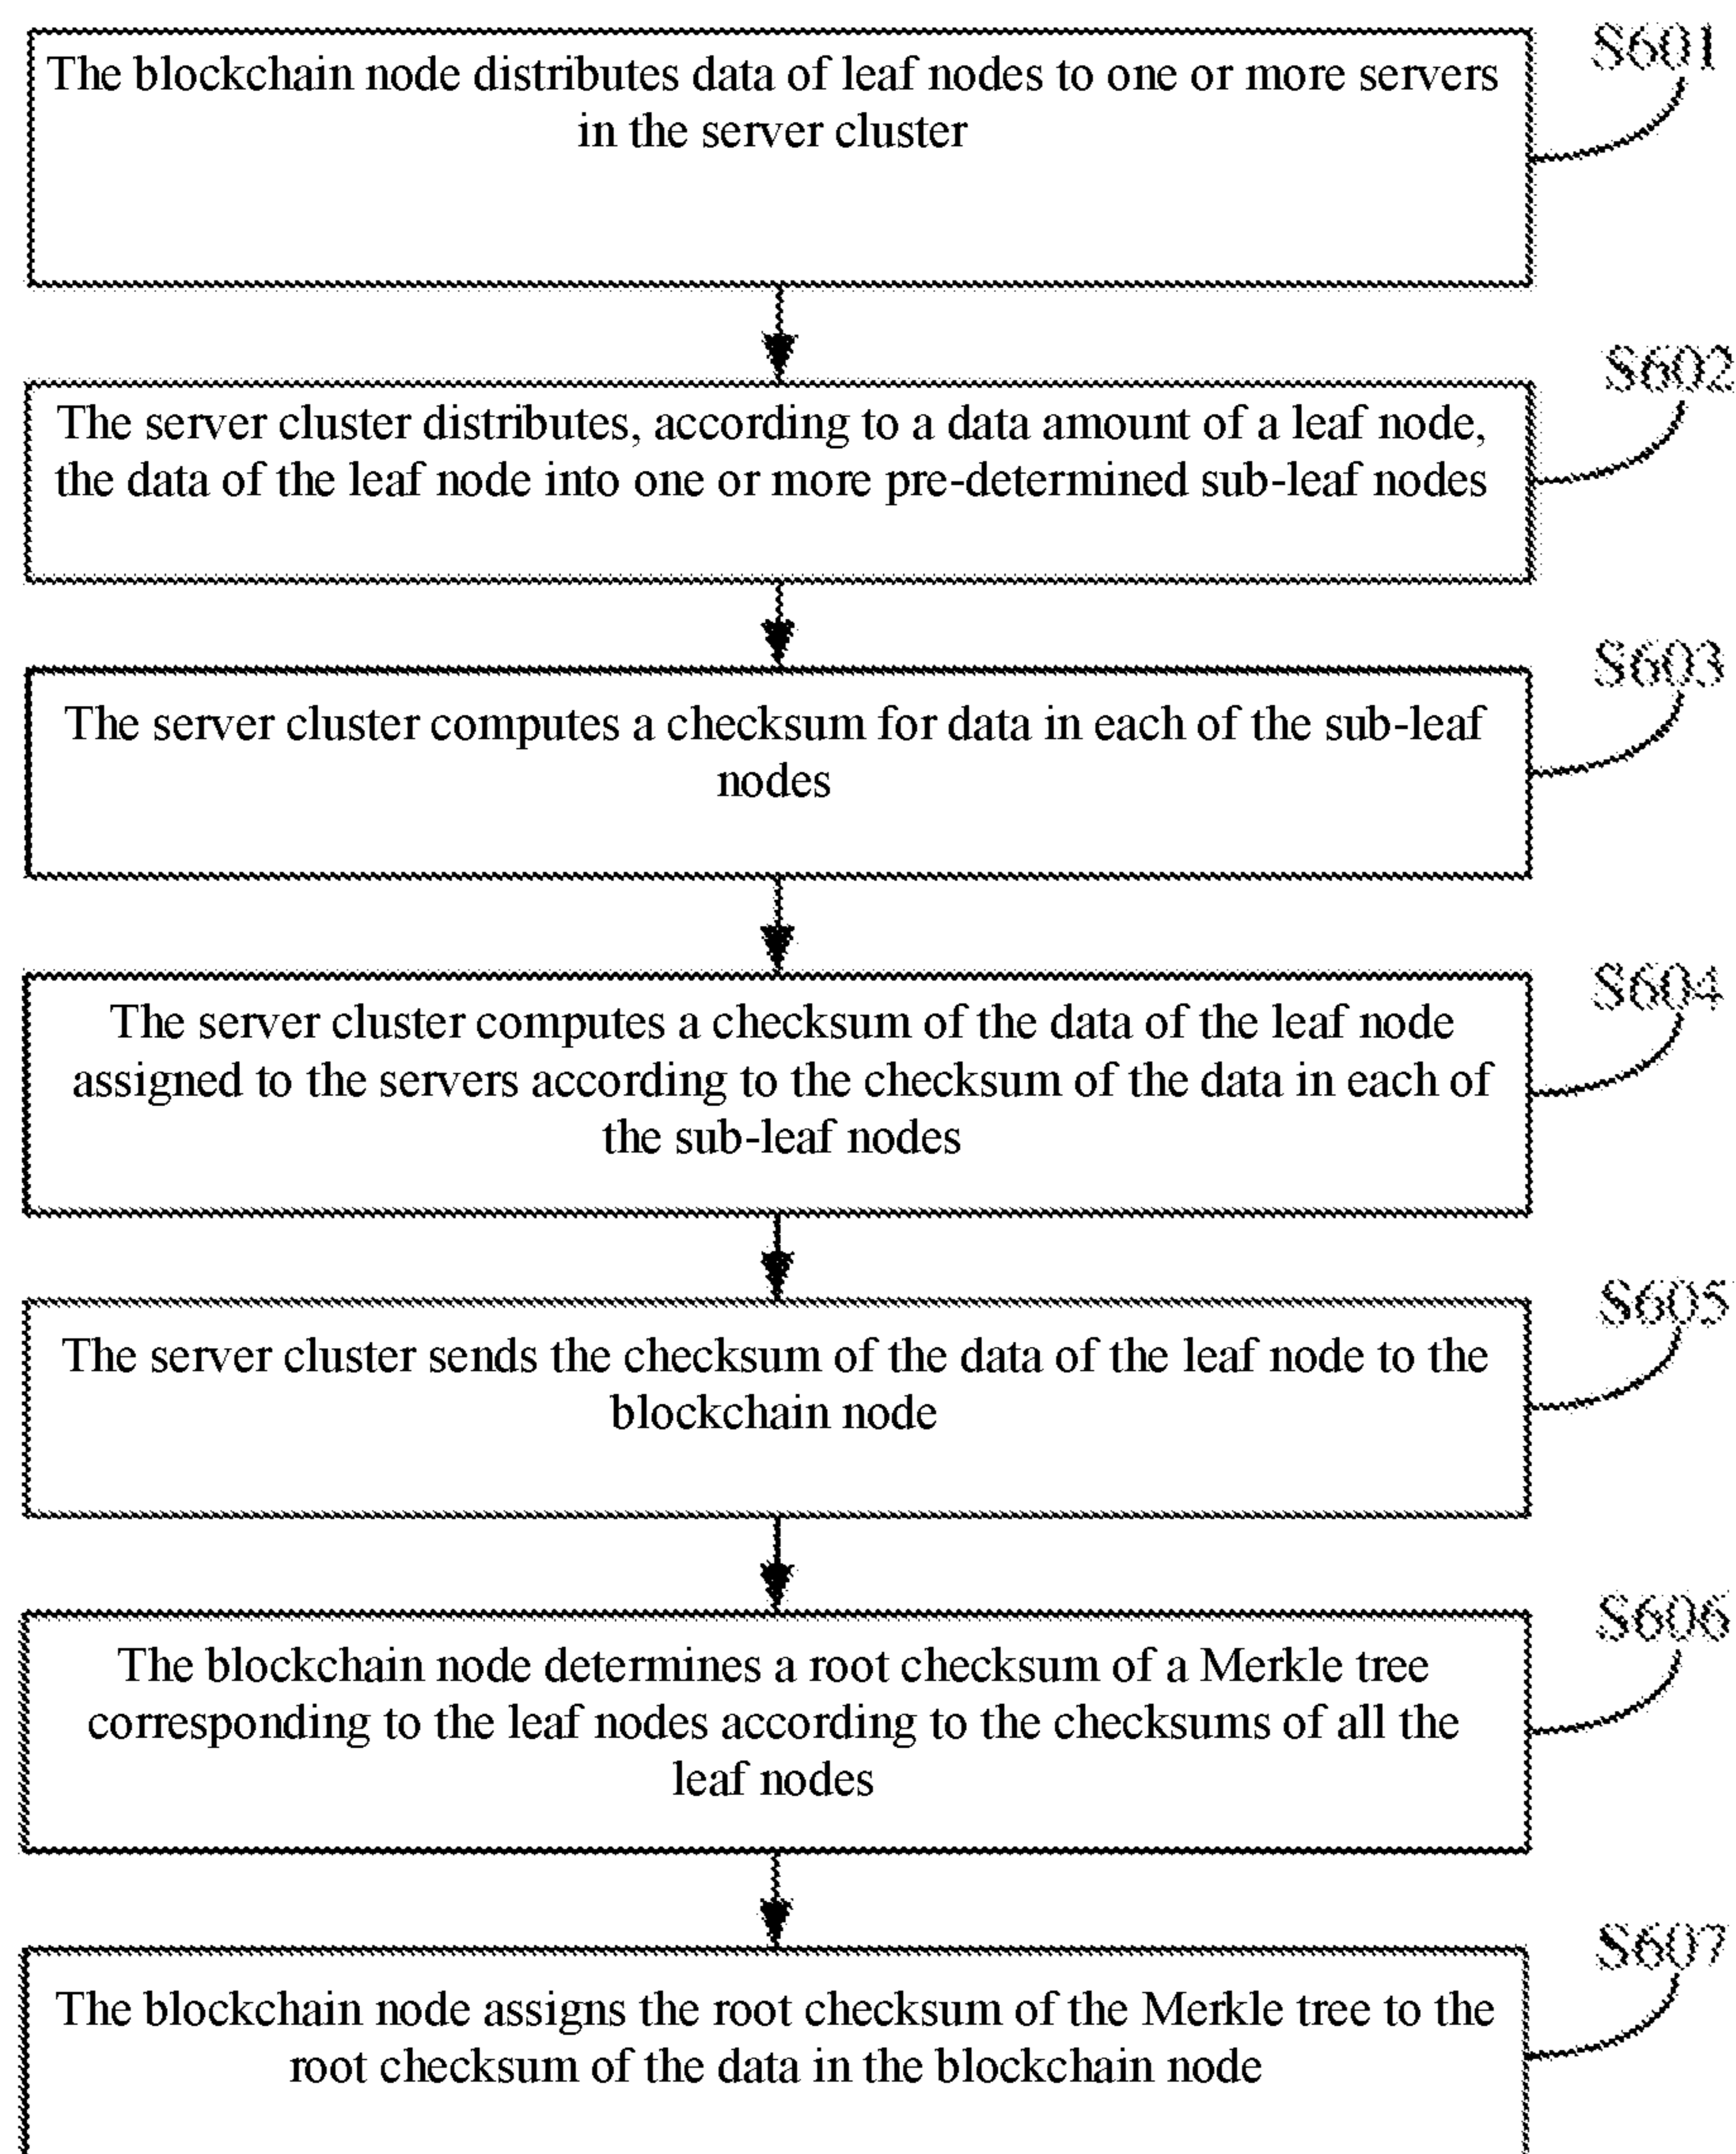 S601
The blockchain node distributes data of leaf nodes to one or more servers
in the server cluster
S602
The server cluster distributes, according to a data amount of a leaf node,
the data of the leaf node into one or more pre-determined sub-leaf nodes
S603
The server cluster computes a checksum for data in each of the sub-leaf
nodes
S604
The server cluster computes a checksum of the data of the leaf node
assigned to the servers according to the checksum of the data in each of
the sub-leaf nodes
S605
The server cluster sends the checksum of the data of the leaf node to the
blockchain node
S606
The blockchain node determines a root checksum of a Merkle tree
corresponding to the leaf nodes according to the checksums of all the
leaf nodes
S607
The blockchain node assigns the root checksum of the Merkle tree to the
root checksum of the data in the blockchain node